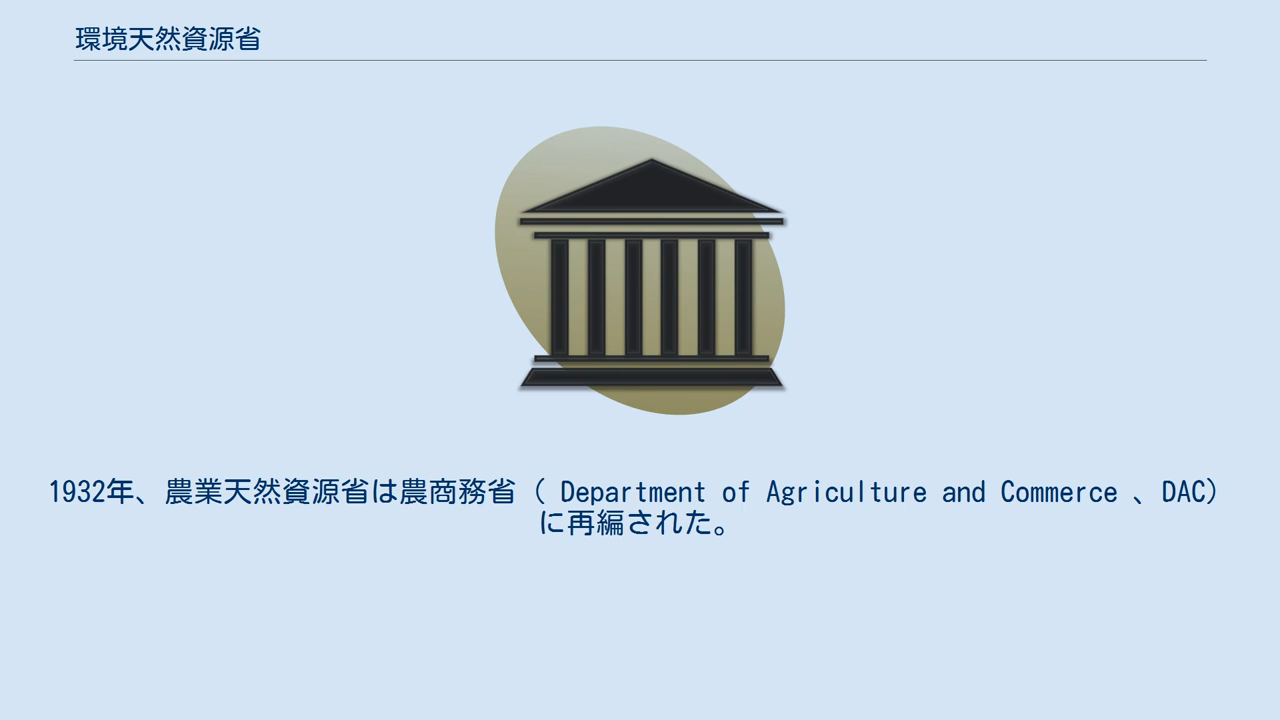 環境天然資源省
1932年、農業天然資源省は農商務省（ Department of Agriculture and Commerce 、DAC）
に再編された。